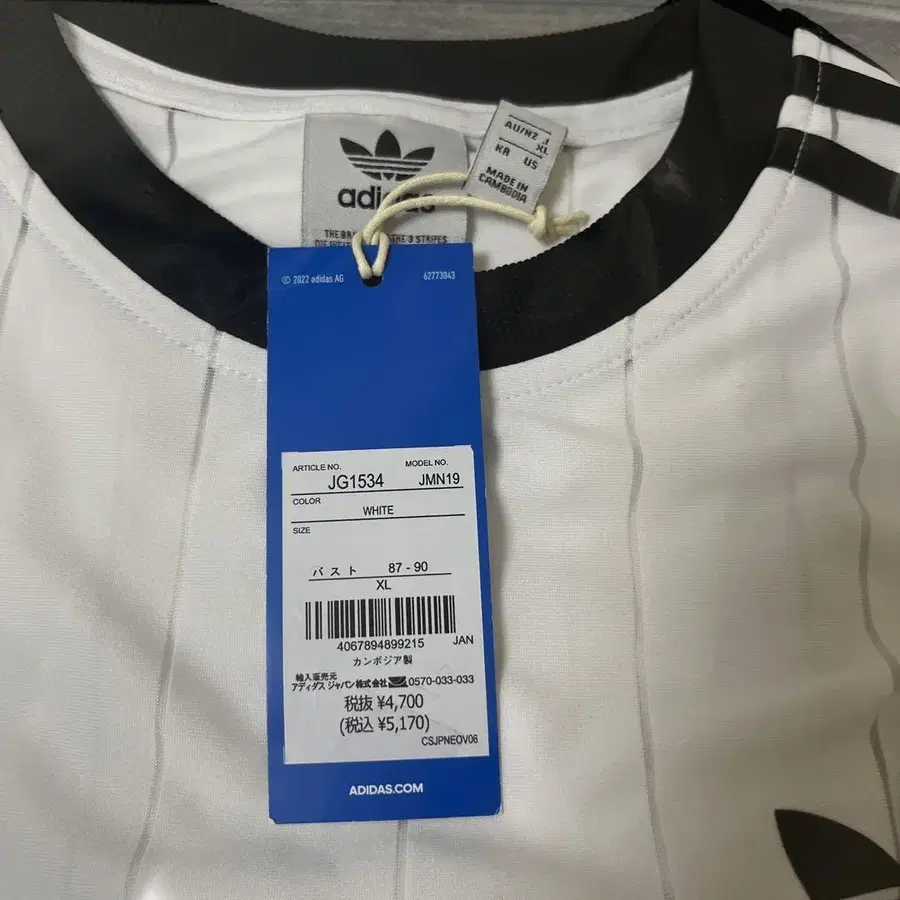 AU/NZ J
XL
KR US
MADE IN
CAMBODIA
adidas
THE BRA THE 3 STRIPES
© 2022 adidas AG 62773043
ARTICLE NO. MODEL NO.
JG1534 JMN19
COLOR
WHITE
SIZE
バスト 87 - 90
XL
4067894899215 JAN
カンボジア製
輸入販売元
アディダス ジャパン株式会社 0570-033-033
税抜 ¥4,700
(税込 ¥5,170)
CSJPNEOV06
ADIDAS.COM